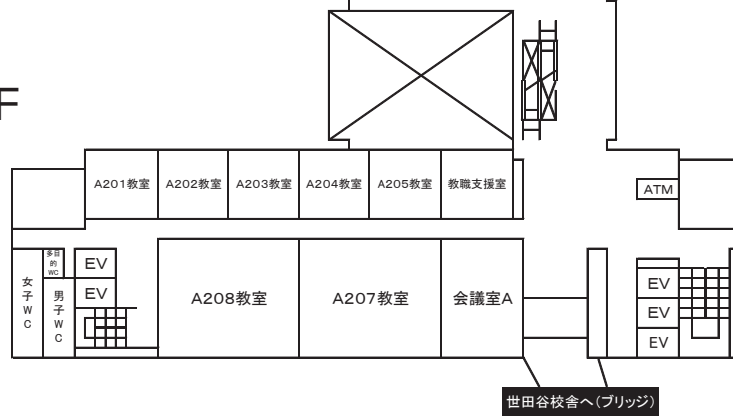 F
A201教室 A202教室 A203教室 A204教室 A205教室 教職支援室
ATM
多目
的
WC
女子WC
男子WC
EV
EV
A208教室 A207教室 会議室A
EV
EV
EV
世田谷校舎へ(ブリッジ)